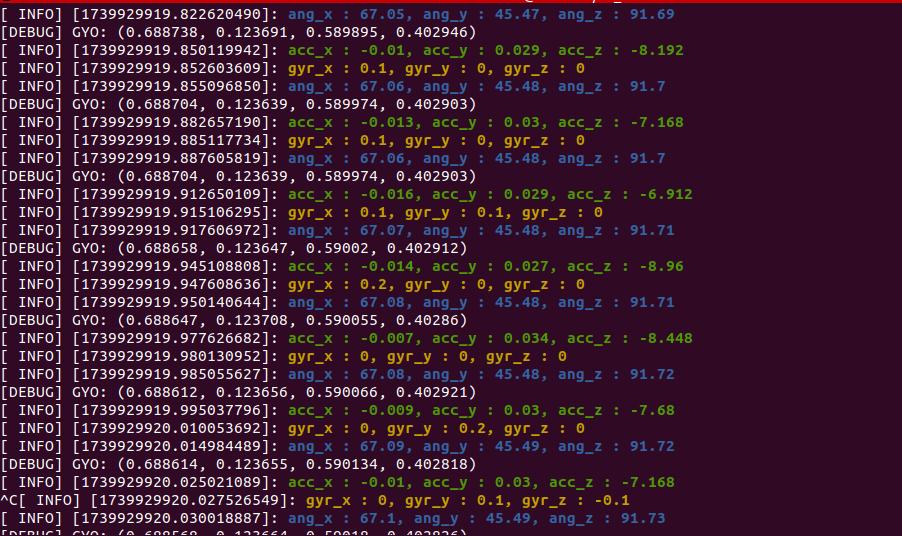 [ INFO] [1739929919.822620490]: ang_x : 67.05, ang_y : 45.47, ang_z : 91.69
[DEBUG] GYO: (0.688738, 0.123691, 0.589895, 0.402946)
[ INFO] [1739929919.850119942]: acc_x : -0.01, acc_y : 0.029, acc_z : -8.192
[ INFO] [1739929919.852603609]: gyr_x : 0.1, gyr_y : 0, gyr_z : 0
[ INFO] [1739929919.855096850]: ang_x : 67.06, ang_y : 45.48, ang_z : 91.7
[DEBUG] GYO: (0.688704, 0.123639, 0.589974, 0.402903)
[ INFO] [1739929919.882657190]: acc_x : -0.013, acc_y : 0.03, acc_z : -7.168
[ INFO] [1739929919.885117734]: gyr_x : 0.1, gyr_y : 0, gyr_z : 0
[ INFO] [1739929919.887605819]: ang_x : 67.06, ang_y : 45.48, ang_z : 91.7
[DEBUG] GYO: (0.688704, 0.123639, 0.589974, 0.402903)
[ INFO] [1739929919.912650109]: acc_x : -0.016, acc_y : 0.029, acc_z : -6.912
[ INFO] [1739929919.915106295]: gyr_x : 0.1, gyr_y : 0.1, gyr_z : 0
[ INFO] [1739929919.917606972]: ang_x : 67.07, ang_y : 45.48, ang_z : 91.71
[DEBUG] GYO: (0.688658, 0.123647, 0.59002, 0.402912)
[ INFO] [1739929919.945108808]: acc_x : -0.014, acc_y : 0.027, acc_z : -8.96
[ INFO] [1739929919.947608636]: gyr_x : 0.2, gyr_y : 0, gyr_z : 0
[ INFO] [1739929919.950140644]: ang_x : 67.08, ang_y : 45.48, ang_z : 91.71
[DEBUG] GYO: (0.688647, 0.123708, 0.590055, 0.40286)
[ INFO] [1739929919.977626682]: acc_x : -0.007, acc_y : 0.034, acc_z : -8.448
[ INFO] [1739929919.980130952]: gyr_x : 0, gyr_y : 0, gyr_z : 0
[ INFO] [1739929919.985055627]: ang_x : 67.08, ang_y : 45.48, ang_z : 91.72
[DEBUG] GYO: (0.688612, 0.123656, 0.590066, 0.402921)
[ INFO] [1739929919.995037796]: acc_x : -0.009, acc_y : 0.03, acc_z : -7.68
[ INFO] [1739929920.010053692]: gyr_x : 0, gyr_y : 0.2, gyr_z : 0
[ INFO] [1739929920.014984489]: ang_x : 67.09, ang_y : 45.49, ang_z : 91.72
[DEBUG] GYO: (0.688614, 0.123655, 0.590134, 0.402818)
[ INFO] [1739929920.025021089]: acc_x : -0.01, acc_y : 0.03, acc_z : -7.168
^C[ INFO] [1739929920.027526549]: gyr_x : 0, gyr_y : 0.1, gyr_z : -0.1
[ INFO] [1739929920.030018887]: ang_x : 67.1, ang_y : 45.49, ang_z : 91.73
[DEBUG] GYO: